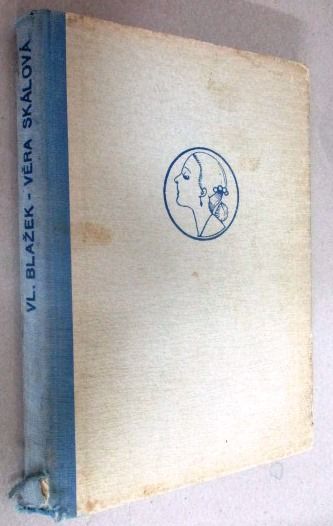 VL. BLAŽEK - VĚRA SKÁLOVÁ